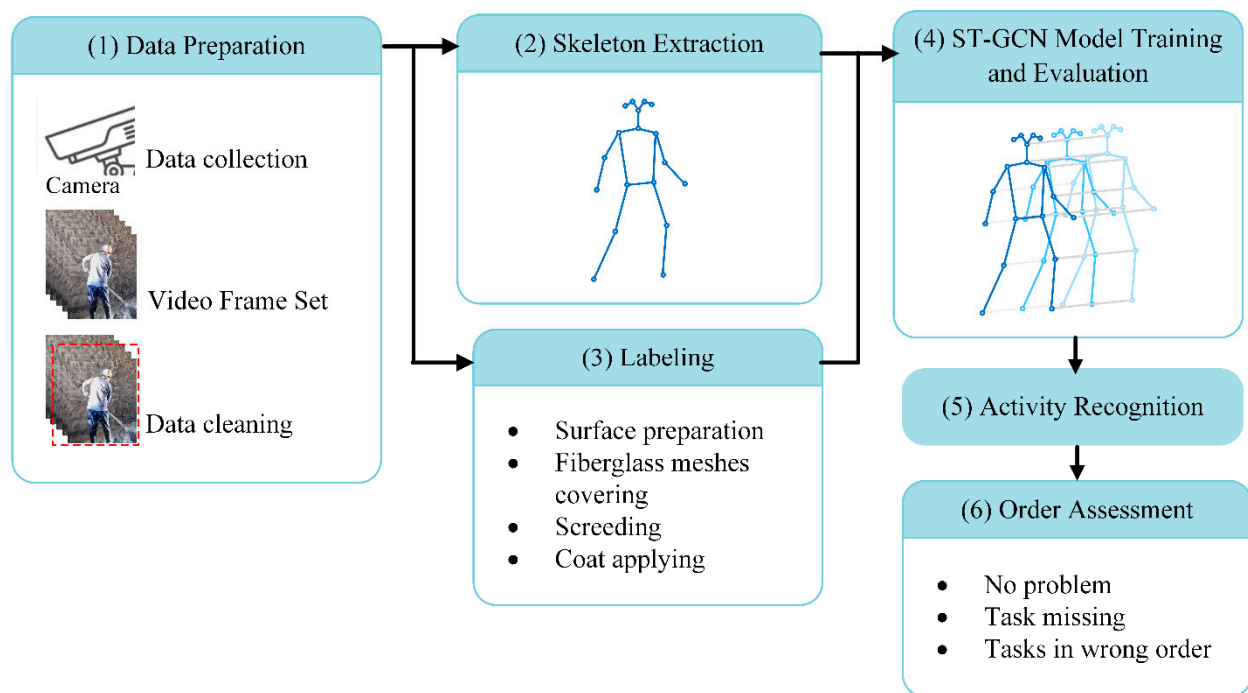 (1) Data Preparation
Data collection
Camera
Video Frame Set
Data cleaning
(2) Skeleton Extraction
(3) Labeling
• Surface preparation
• Fiberglass meshes
covering
• Screeding
• Coat applying
(4) ST-GCN Model Training
and Evaluation
(5) Activity Recognition
(6) Order Assessment
• No problem
• Task missing
• Tasks in wrong order